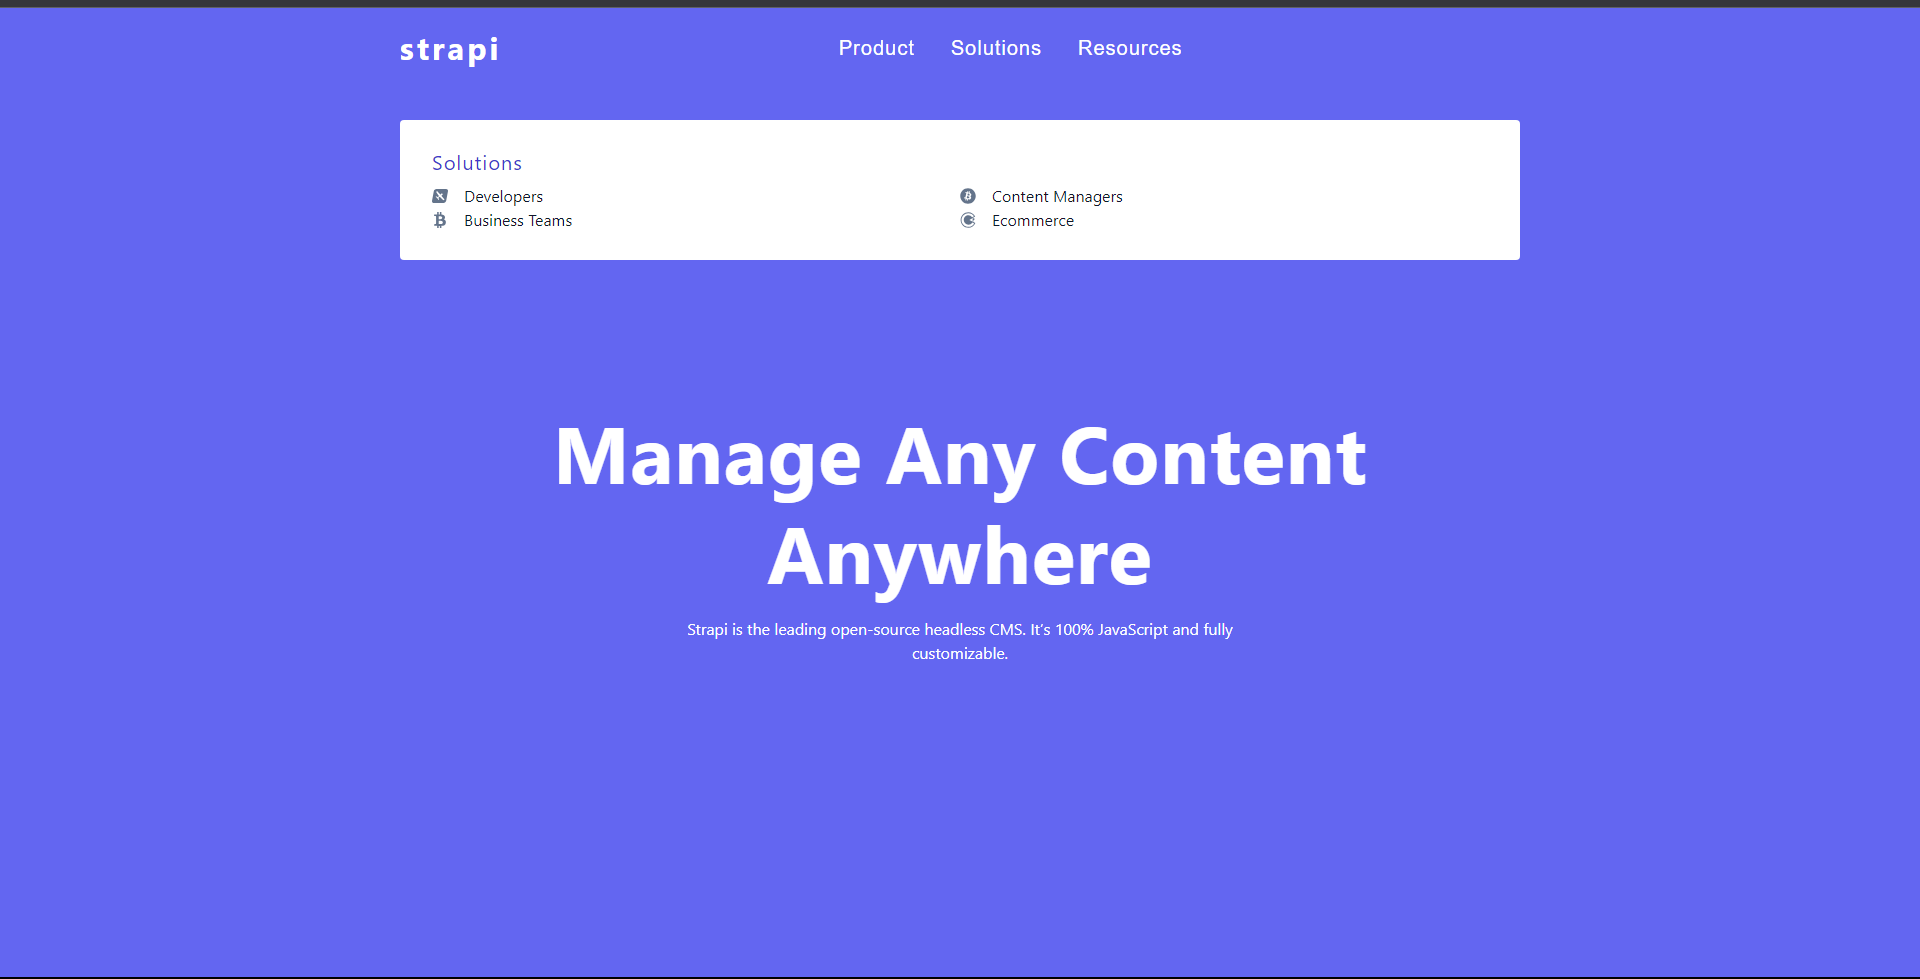 strapi
Product Solutions Resources
Solutions
Developers
Content Managers
Business Teams
Ecommerce
Manage Any Content
Anywhere
Strapi is the leading open-source headless CMS. It’s 100% JavaScript and fully
customizable.